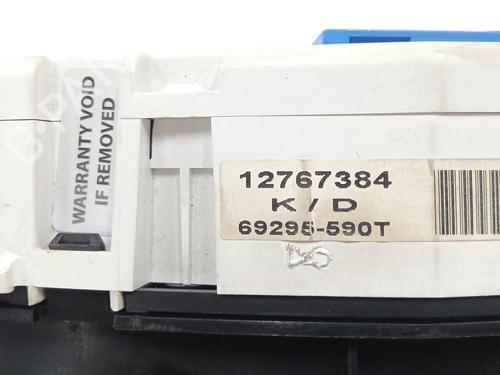 WARRANTY VOID
IF REMOVED
12767384
K / D
69295-590T